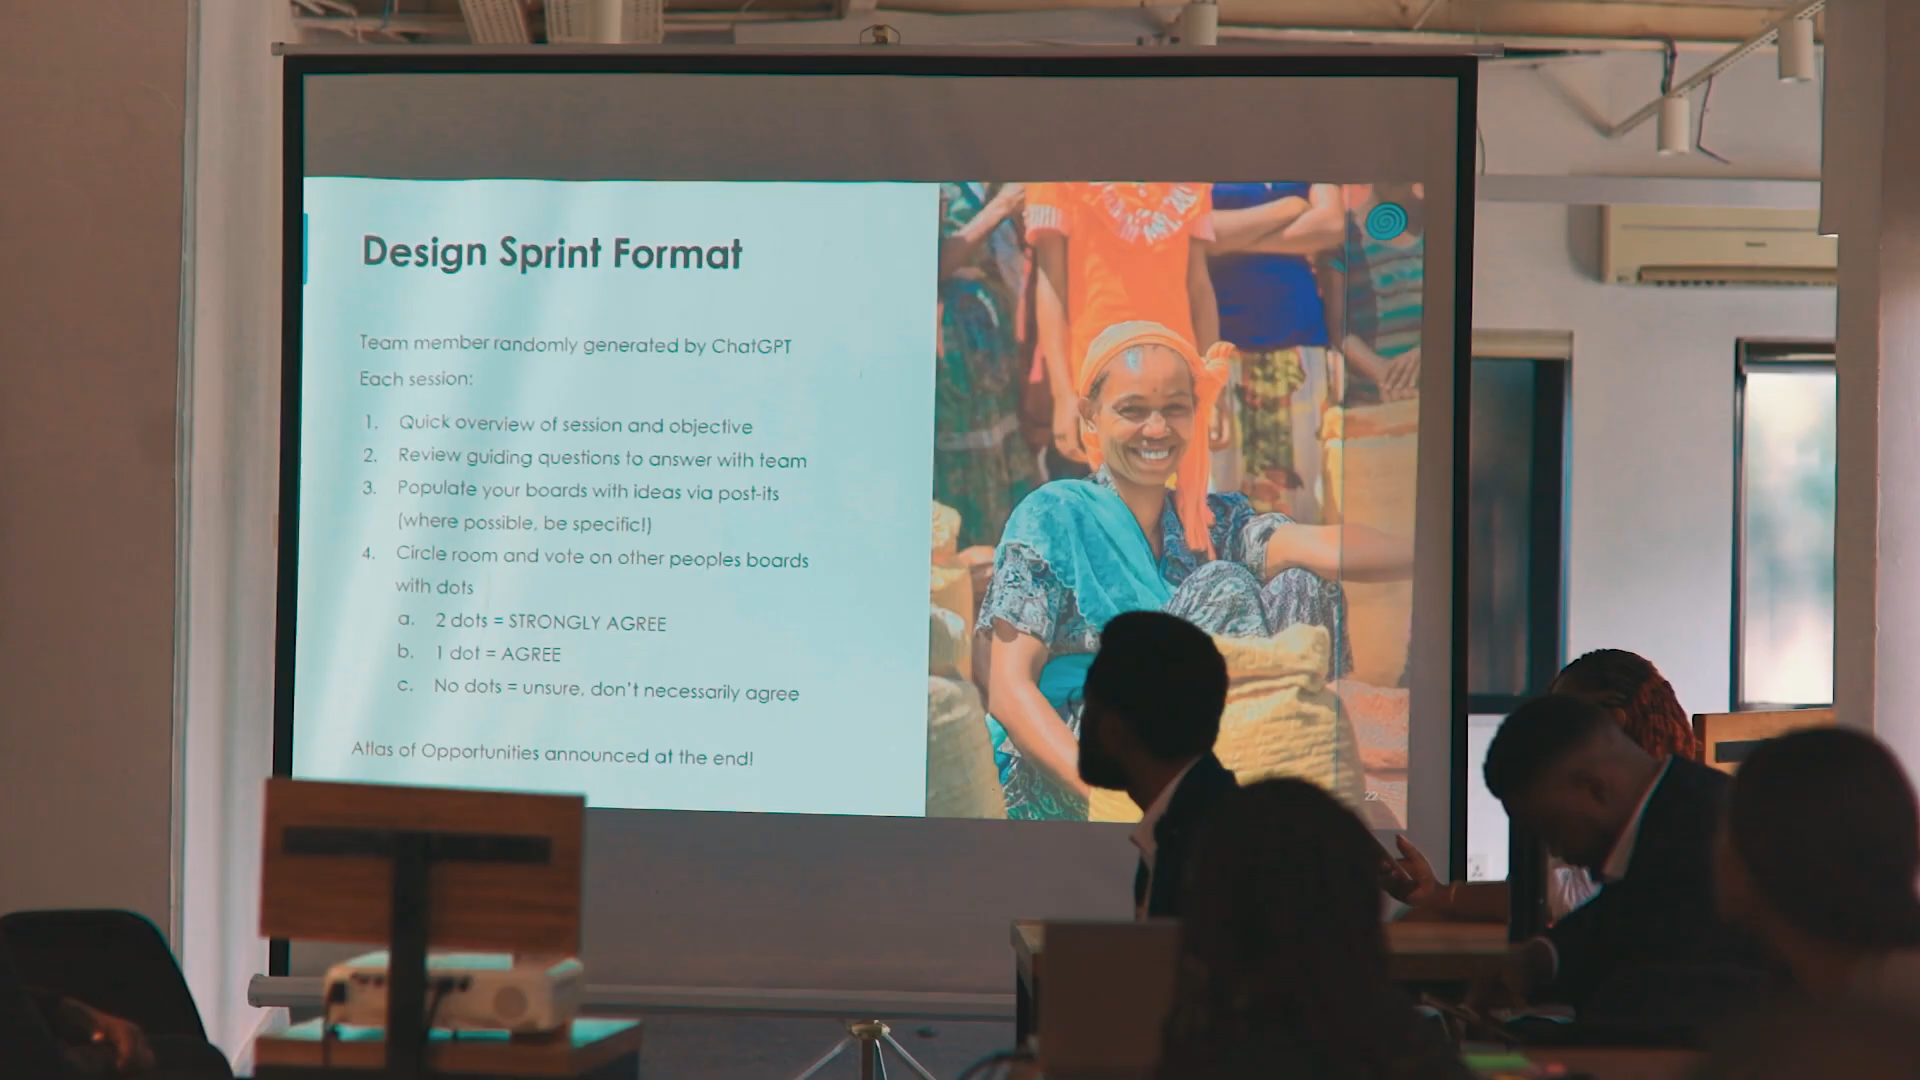 Design Sprint Format
Team member randomly generated by ChatGPT
Each session:
1. Quick overview of session and objective
2. Review guiding questions to answer with team
3. Populate your boards with ideas via post-its
(where possible, be specific!)
4. Circle room and vote on other peoples boards
with dots
a. 2 dots = STRONGLY AGREE
b. 1 dot = AGREE
c. No dots = unsure, don't necessarily agree
Atlas of Opportunities announced at the end!
22